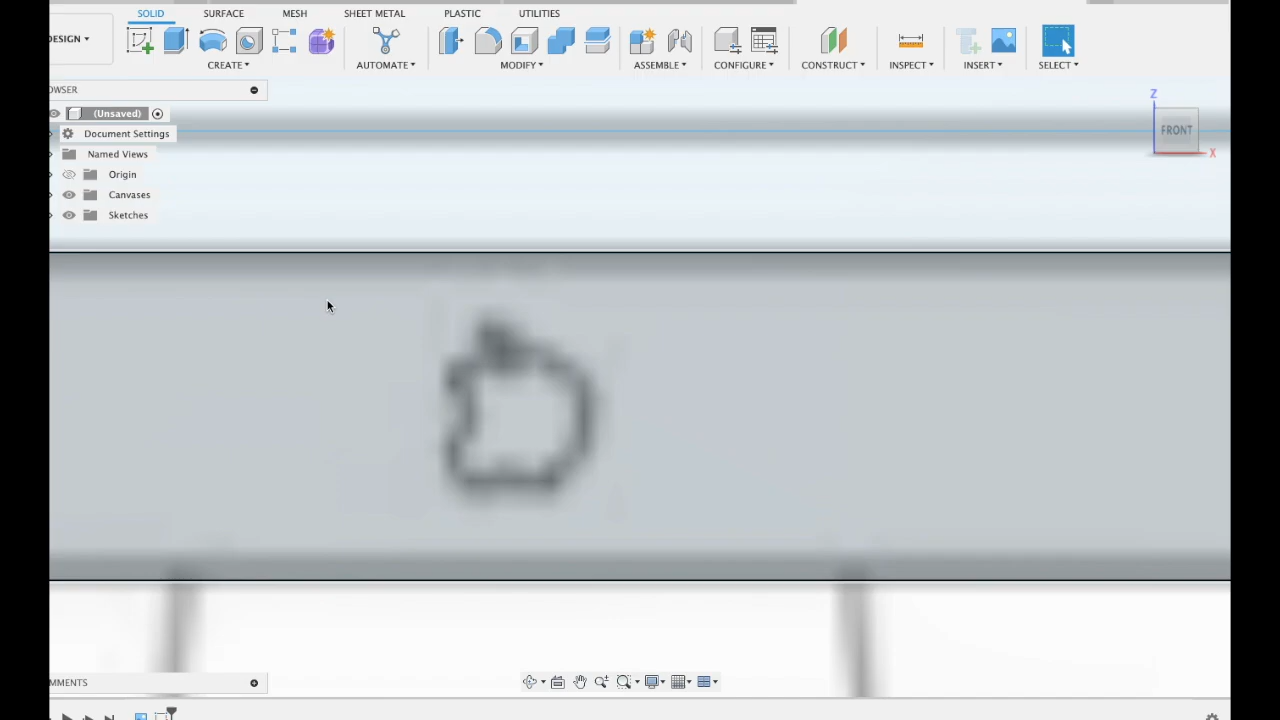 SOLID SURFACE MESH SHEET METAL PLASTIC UTILITIES
ESIGN
CREATE AUTOMATE MODIFY ASSEMBLE CONFIGURE CONSTRUCT INSPECT INSERT SELECT
OWSER
(Unsaved)
Document Settings
Named Views
Origin
Canvases
Sketches
Z
FRONT
X
MMENTS